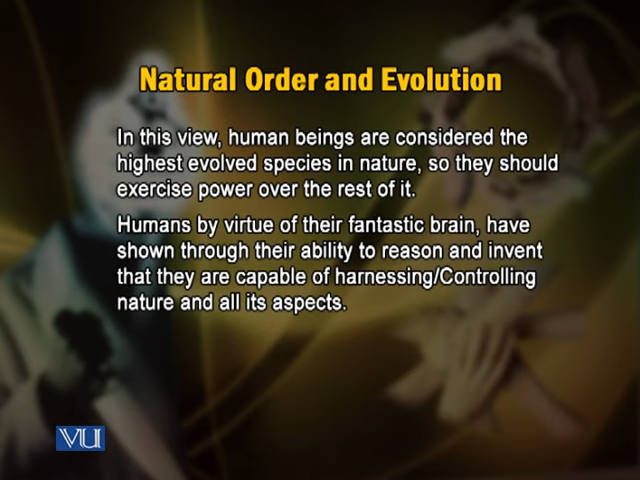 Natural Order and Evolution
In this view, human beings are considered the
highest evolved species in nature, so they should
exercise power over the rest of it.
Humans by virtue of their fantastic brain, have
shown through their ability to reason and invent
that they are capable of harnessing/Controlling
nature and all its aspects.
VU